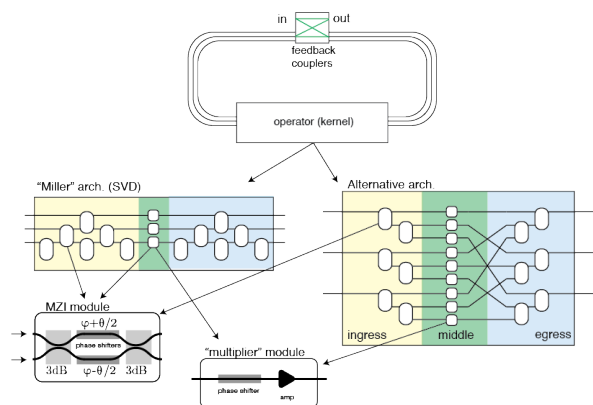 in out
feedback
couplers
operator (kernel)
"Miller" arch. (SVD)
Alternative arch.
MZI module
φ+θ/2
phase shifters
3dB φ-θ/2 3dB
"multiplier" module
phase shifter
amp
ingress middle egress